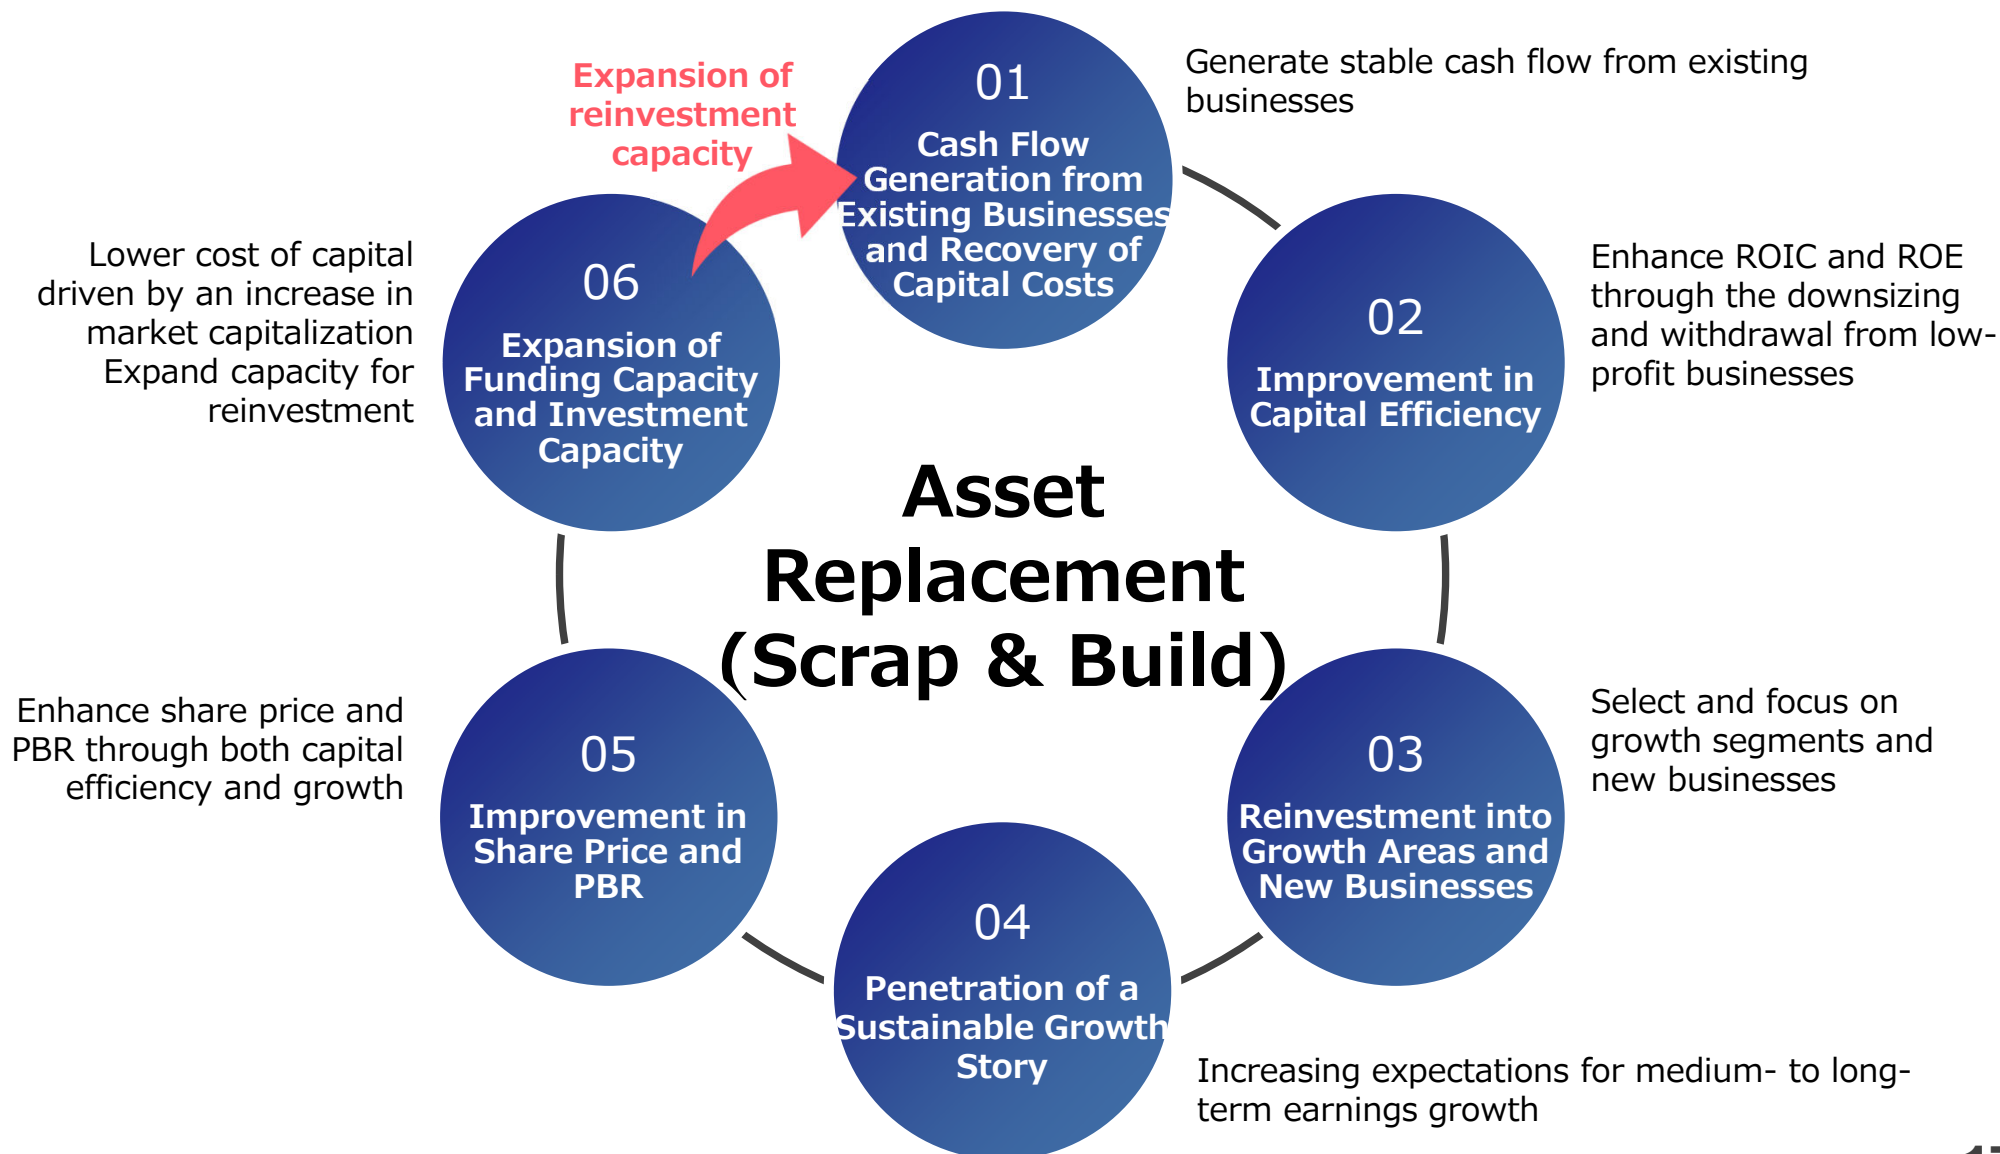 Expansion of
reinvestment
capacity
01
Cash Flow
Generation from
Existing Businesses
and Recovery of
Capital Costs
Generate stable cash flow from existing
businesses
02
Improvement in
Capital Efficiency
Enhance ROIC and ROE
through the downsizing
and withdrawal from low-
profit businesses
03
Reinvestment into
Growth Areas and
New Businesses
Select and focus on
growth segments and
new businesses
04
Penetration of a
Sustainable Growth
Story
Increasing expectations for medium- to long-
term earnings growth
05
Improvement in
Share Price and
PBR
Enhance share price and
PBR through both capital
efficiency and growth
06
Expansion of
Funding Capacity
and Investment
Capacity
Lower cost of capital
driven by an increase in
market capitalization
Expand capacity for
reinvestment
Asset
Replacement
(Scrap & Build)